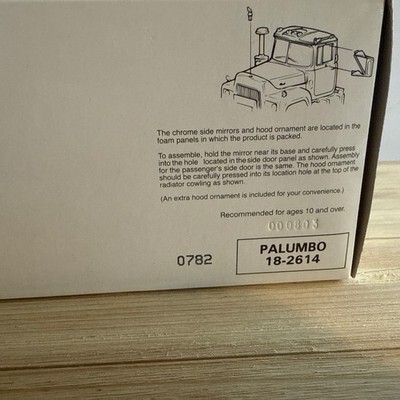 The chrome side mirrors and hood ornament are located in the
foam panels in which the product is packed.
To assemble, hold the mirror near its base and carefully press
into the hole located in the side door panel as shown. Assembly
for the passenger's side door is the same. The hood ornament
should be carefully pressed into its location hole at the top of the
radiator cowling as shown.
(An extra hood ornament is included for your convenience.)
Recommended for ages 10 and over.
0782
PALUMBO
18-2614